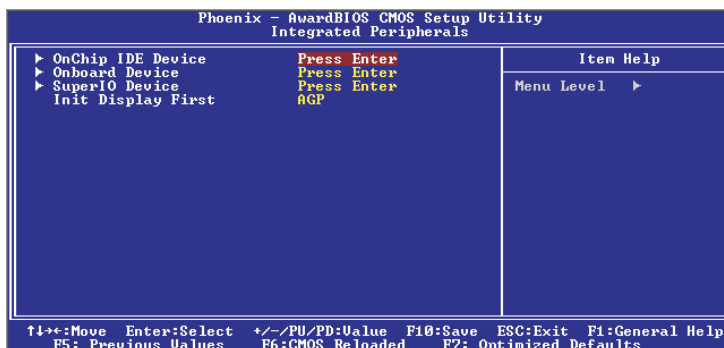 Phoenix - AwardBIOS CMOS Setup Utility
Integrated Peripherals
▶ OnChip IDE Device Press Enter
▶ Onboard Device Press Enter
▶ SuperIO Device Press Enter
Init Display First AGP
Item Help
Menu Level ▶
↑↓→←:Move Enter:Select +/-/PU/PD:Value F10:Save ESC:Exit F1:General Help
F5: Previous Values F6:CMOS Reloaded F7: Optimized Defaults